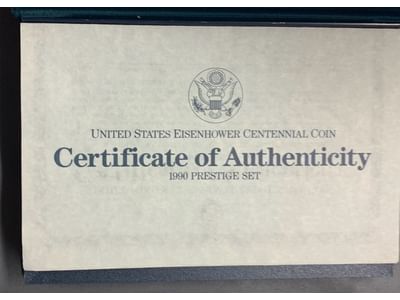 UNITED STATES EISENHOWER CENTENNIAL COIN
Certificate of Authenticity
1990 PRESTIGE SET